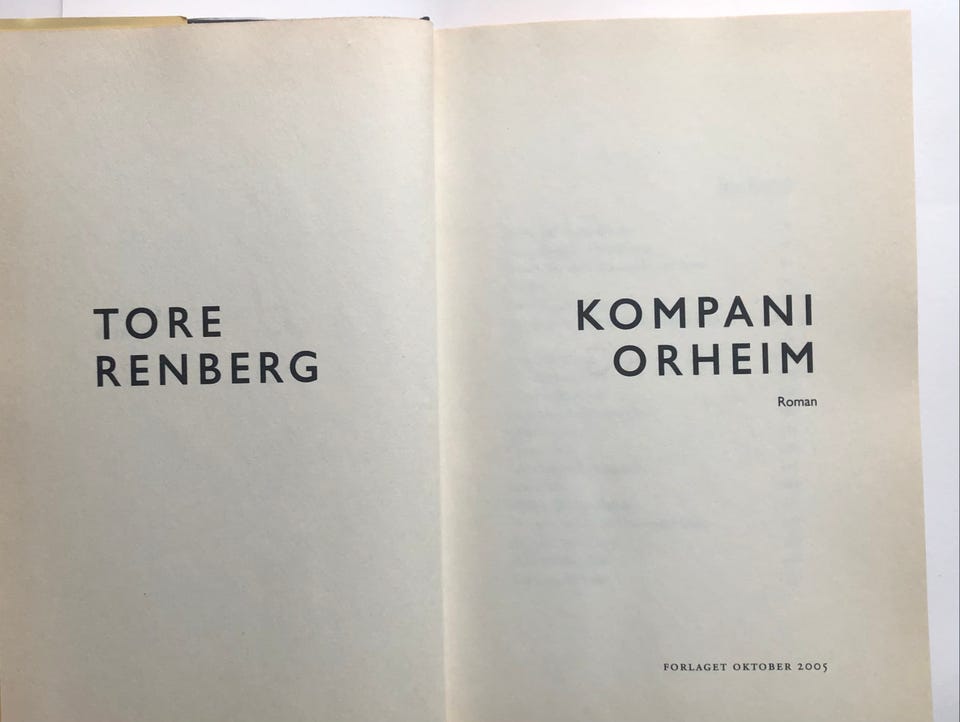 TORE
RENBERG
KOMPANI
ORHEIM
Roman
FORLAGET OKTOBER 2005